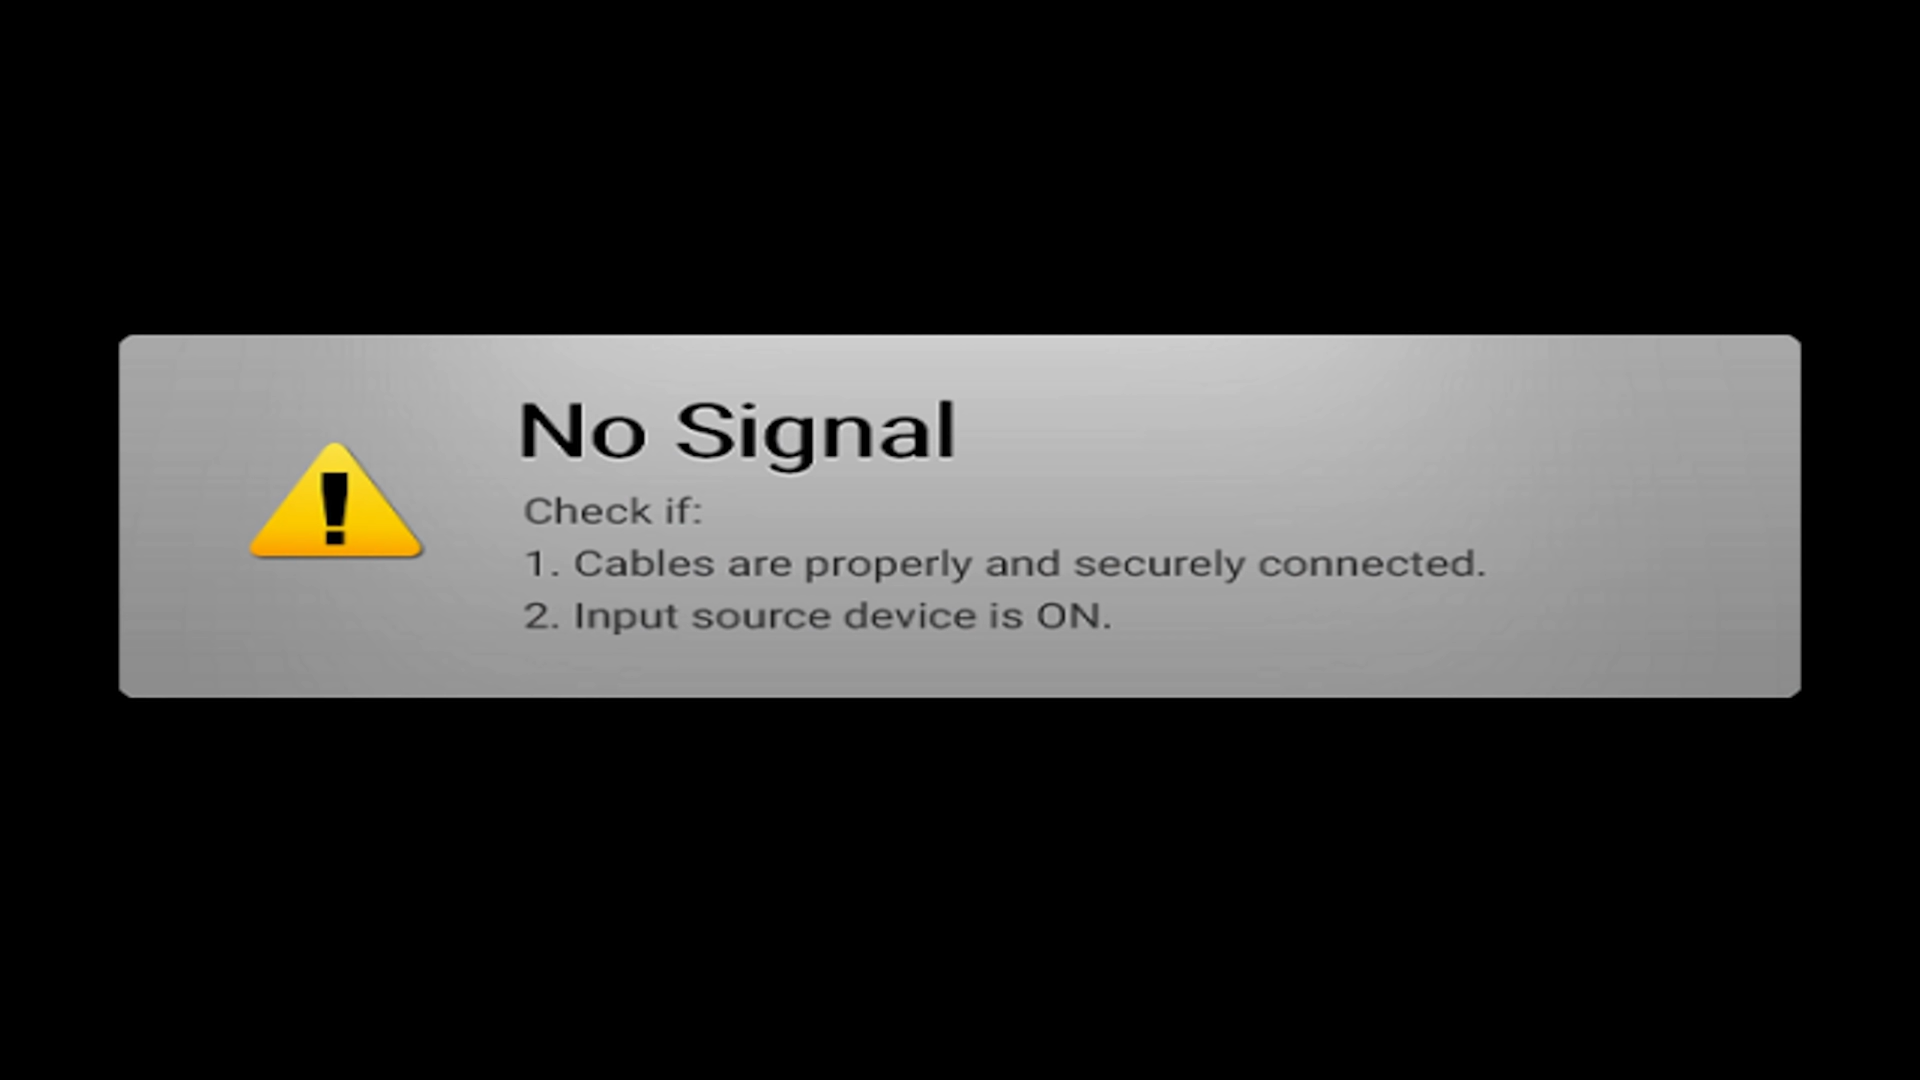 No Signal
Check if:
1. Cables are properly and securely connected.
2. Input source device is ON.